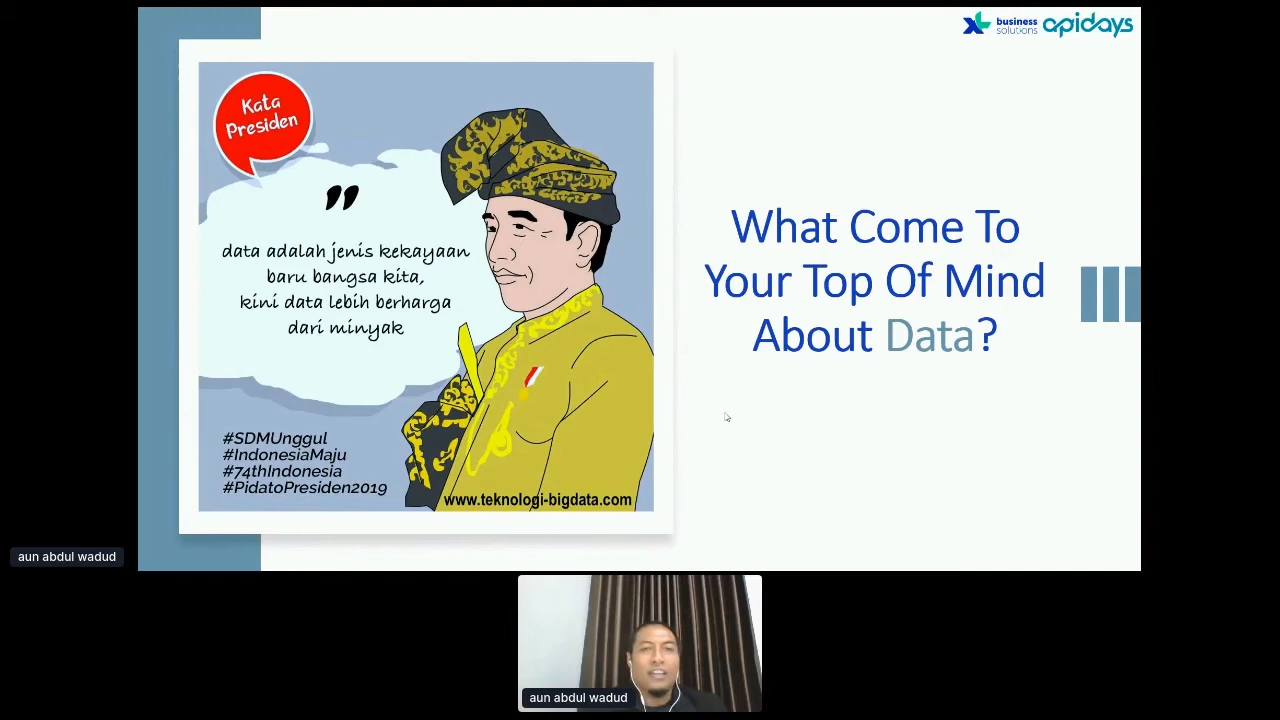 business
solutions
apidays
Kata
Presiden
"
data adalah jenis kekayaan
baru bangsa kita,
kini data lebih berharga
dari minyak
#SDMUnggul
#IndonesiaMaju
#74thIndonesia
#PidatoPresiden2019
www.teknologi-bigdata.com
What Come To
Your Top Of Mind
About Data?
aun abdul wadud
aun abdul wadud